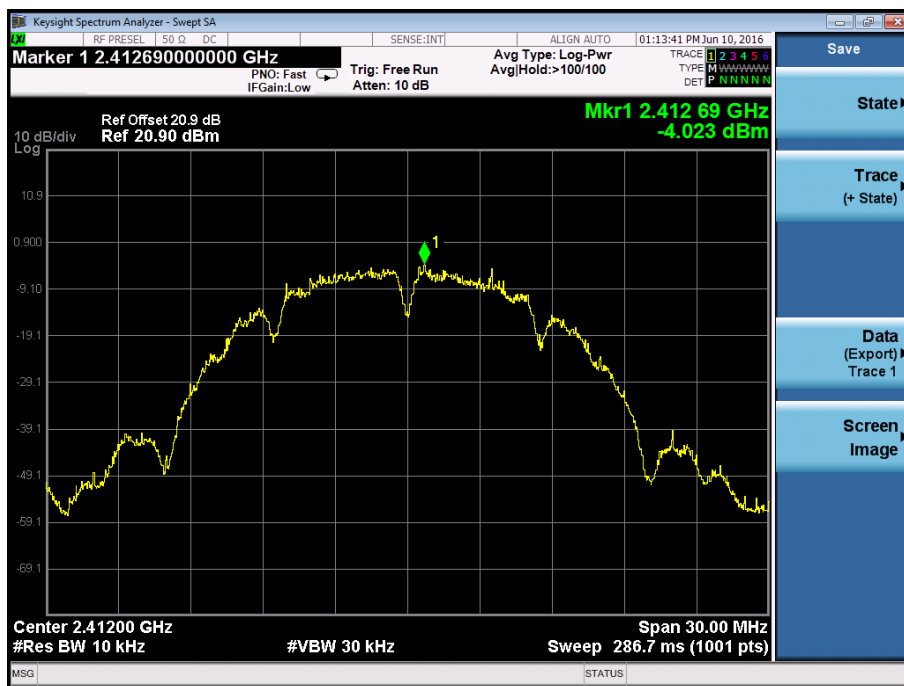 Keysight Spectrum Analyzer - Swept SA
LXI RF PRESEL 50 Ω DC SENSE:INT ALIGN AUTO 01:13:41 PM Jun 10, 2016
Marker 1 2.412690000000 GHz
PNO: Fast
IFGain:Low
Trig: Free Run
Atten: 10 dB
Avg Type: Log-Pwr
Avg|Hold:>100/100
TRACE 1 2 3 4 5 6
TYPE M WWWWW
DET P N N N N N
Save
State
Trace
(+ State)
Data
(Export)
Trace 1
Screen
Image
Mkr1 2.412 69 GHz
-4.023 dBm
Ref Offset 20.9 dB
10 dB/div Ref 20.90 dBm
Log
10.9
0.900
-9.10
-19.1
-29.1
-39.1
-49.1
-59.1
-69.1
1
Center 2.41200 GHz Span 30.00 MHz
#Res BW 10 kHz #VBW 30 kHz Sweep 286.7 ms (1001 pts)
MSG STATUS